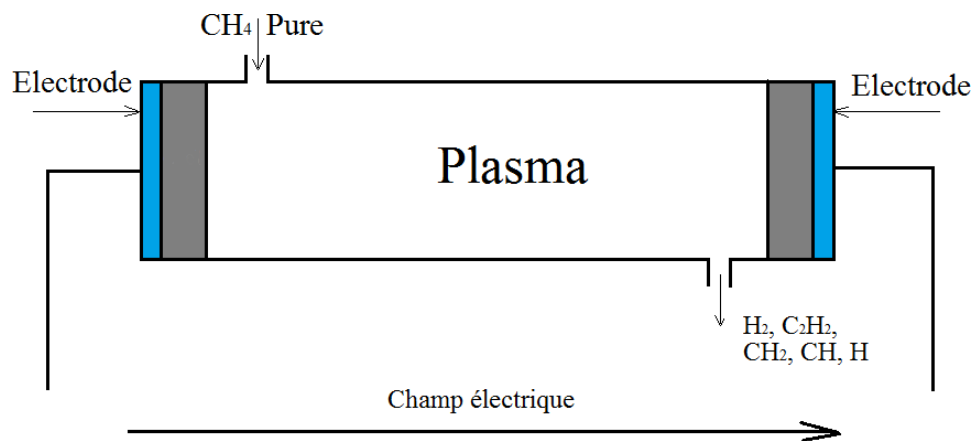 CH₄ Pure
Electrode
Electrode
Plasma
H₂, C₂H₂,
CH₂, CH, H
Champ électrique